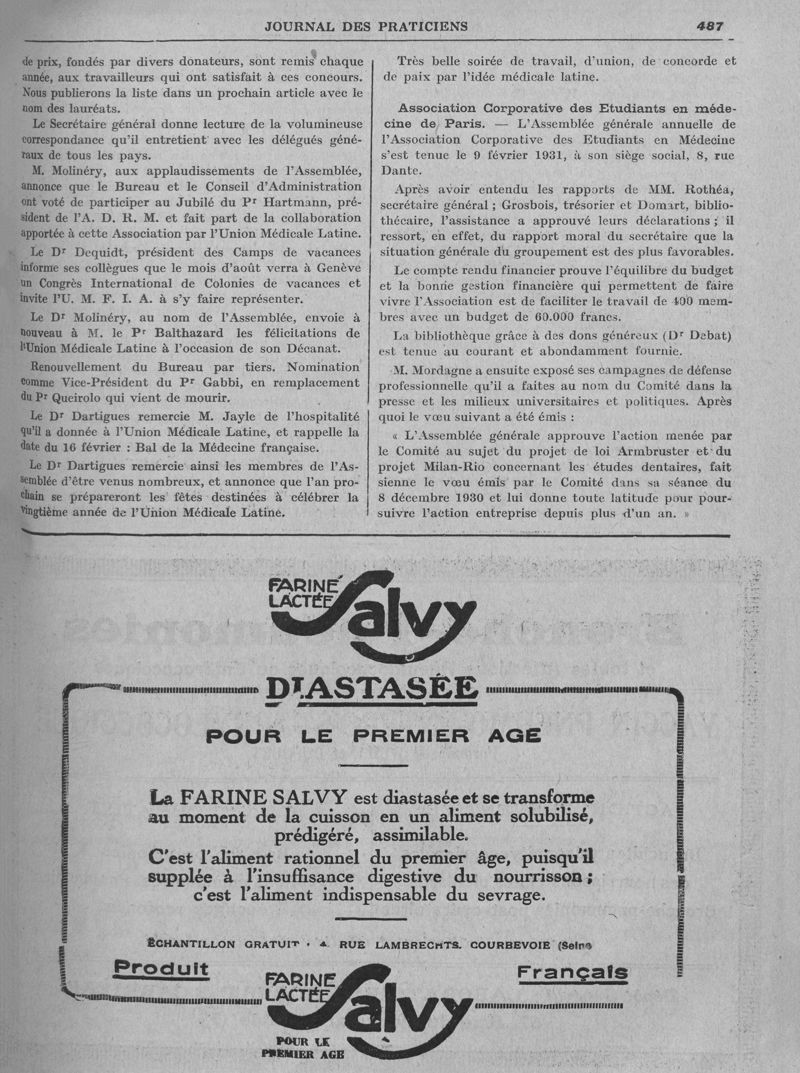 JOURNAL DES PRATICIENS
487
de prix, fondés par divers donateurs, sont remis chaque
année, aux travailleurs qui ont satisfait à ces concours.
Nous publierons la liste dans un prochain article avec le
nom des lauréats.
Le Secrétaire général donne lecture de la volumineuse
correspondance qu'il entretient avec les délégués géné-
raux de tous les pays.
M. Molinéry, aux applaudissements de l'Assemblée,
annonce que le Bureau et le Conseil d'Administration
ont voté de participer au Jubilé du Pr Hartmann, pré-
sident de l'A. D. R. M. et fait part de la collaboration
apportée à cette Association par l'Union Médicale Latine.
Le Dr Dequidt, président des Camps de vacances
informe ses collègues que le mois d'août verra à Genève
un Congrès International de Colonies de vacances et
invite l'U. M. F. I. A. à s'y faire représenter.
Le Dr Molinéry, au nom de l'Assemblée, envoie à
nouveau à M. le Pr Balthazard les félicitations de
l'Union Médicale Latine à l'occasion de son Décanat.
Renouvellement du Bureau par tiers. Nomination
comme Vice-Président du Pr Gabbi, en remplacement
du Pr Queirolo qui vient de mourir.
Le Dr Dartigues remercie M. Jayle de l'hospitalité
qu'il a donnée à l'Union Médicale Latine, et rappelle la
date du 16 février : Bal de la Médecine française.
Le Dr Dartigues remercie ainsi les membres de l'As-
semblée d'être venus nombreux, et annonce que l'an pro-
chain se prépareront les fêtes destinées à célébrer la
vingtième année de l'Union Médicale Latine.
Très belle soirée de travail, d'union, de concorde et
de paix par l'idée médicale latine.
Association Corporative des Etudiants en méde-
cine de Paris. — L'Assemblée générale annuelle de
l'Association Corporative des Etudiants en Médecine
s'est tenue le 9 février 1931, à son siège social, 8, rue
Dante.
Après avoir entendu les rapports de MM. Rothéa,
secrétaire général ; Grosbois, trésorier et Domart, biblio-
thécaire, l'assistance a approuvé leurs déclarations ; il
ressort, en effet, du rapport moral du secrétaire que la
situation générale du groupement est des plus favorables.
Le compte rendu financier prouve l'équilibre du budget
et la bonne gestion financière qui permettent de faire
vivre l'Association est de faciliter le travail de 400 mem-
bres avec un budget de 60.000 francs.
La bibliothèque grâce à des dons généreux (Dr Debat)
est tenue au courant et abondamment fournie.
M. Mordagne a ensuite exposé ses campagnes de défense
professionnelle qu'il a faites au nom du Comité dans la
presse et les milieux universitaires et politiques. Après
quoi le vœu suivant a été émis :
« L'Assemblée générale approuve l'action menée par
le Comité au sujet du projet de loi Armbruster et du
projet Milan-Rio concernant les études dentaires, fait
sienne le vœu émis par le Comité dans sa séance du
8 décembre 1930 et lui donne toute latitude pour pour-
suivre l'action entreprise depuis plus d'un an. »
FARINE
LACTÉE
Salvy
DIASTASÉE
POUR LE PREMIER AGE
La FARINE SALVY est diastasée et se transforme
au moment de la cuisson en un aliment solubilisé,
prédigéré, assimilable.
C'est l'aliment rationnel du premier âge, puisqu'il
supplée à l'insuffisance digestive du nourrisson ;
c'est l'aliment indispensable du sevrage.
ÉCHANTILLON GRATUIT • 4. RUE LAMBRECHTS. COURBEVOIE (Seine)
Produit
Français
FARINE
LACTÉE
Salvy
POUR LE
PREMIER AGE